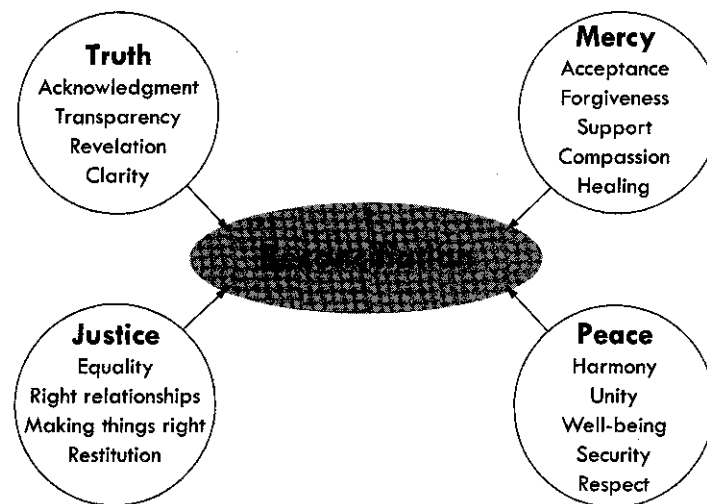 Truth
Acknowledgment
Transparency
Revelation
Clarity
Mercy
Acceptance
Forgiveness
Support
Compassion
Healing
Reconciliation
Justice
Equality
Right relationships
Making things right
Restitution
Peace
Harmony
Unity
Well-being
Security
Respect